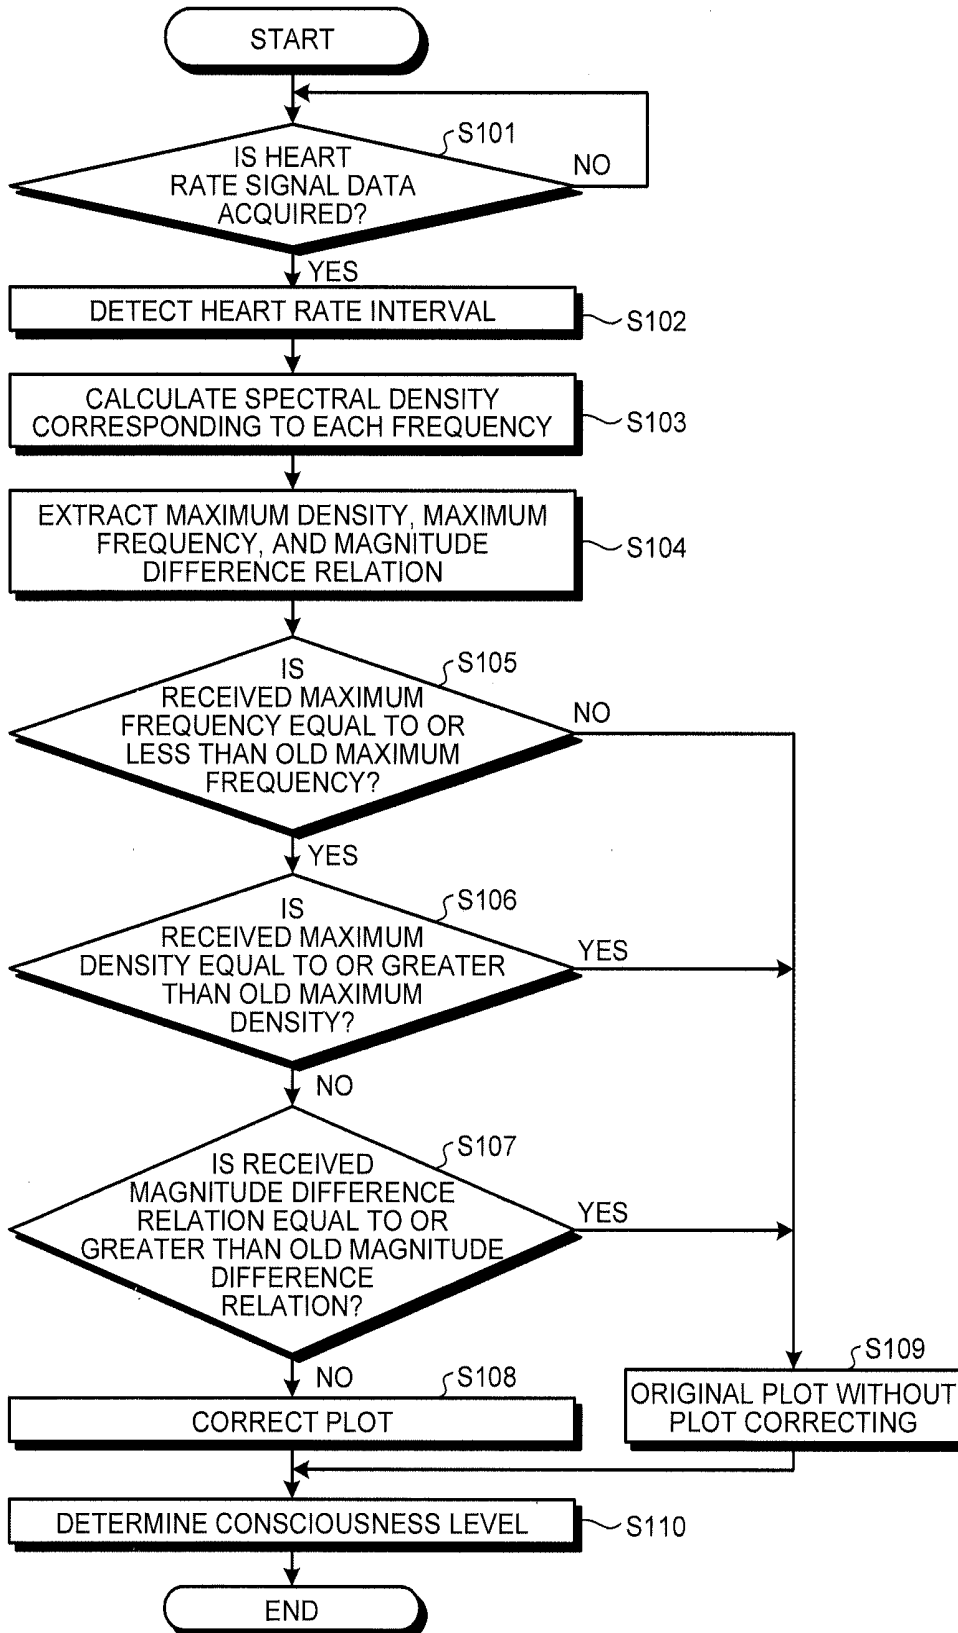 START
S101
IS HEART
RATE SIGNAL DATA
ACQUIRED?
NO
YES
DETECT HEART RATE INTERVAL
S102
CALCULATE SPECTRAL DENSITY
CORRESPONDING TO EACH FREQUENCY
S103
EXTRACT MAXIMUM DENSITY, MAXIMUM
FREQUENCY, AND MAGNITUDE
DIFFERENCE RELATION
S104
S105
IS
RECEIVED MAXIMUM
FREQUENCY EQUAL TO OR
LESS THAN OLD MAXIMUM
FREQUENCY?
NO
YES
S106
IS
RECEIVED MAXIMUM
DENSITY EQUAL TO OR GREATER
THAN OLD MAXIMUM
DENSITY?
YES
NO
S107
IS RECEIVED
MAGNITUDE DIFFERENCE
RELATION EQUAL TO OR
GREATER THAN OLD MAGNITUDE
DIFFERENCE
RELATION?
YES
NO
S108
CORRECT PLOT
S109
ORIGINAL PLOT WITHOUT
PLOT CORRECTING
DETERMINE CONSCIOUSNESS LEVEL
S110
END